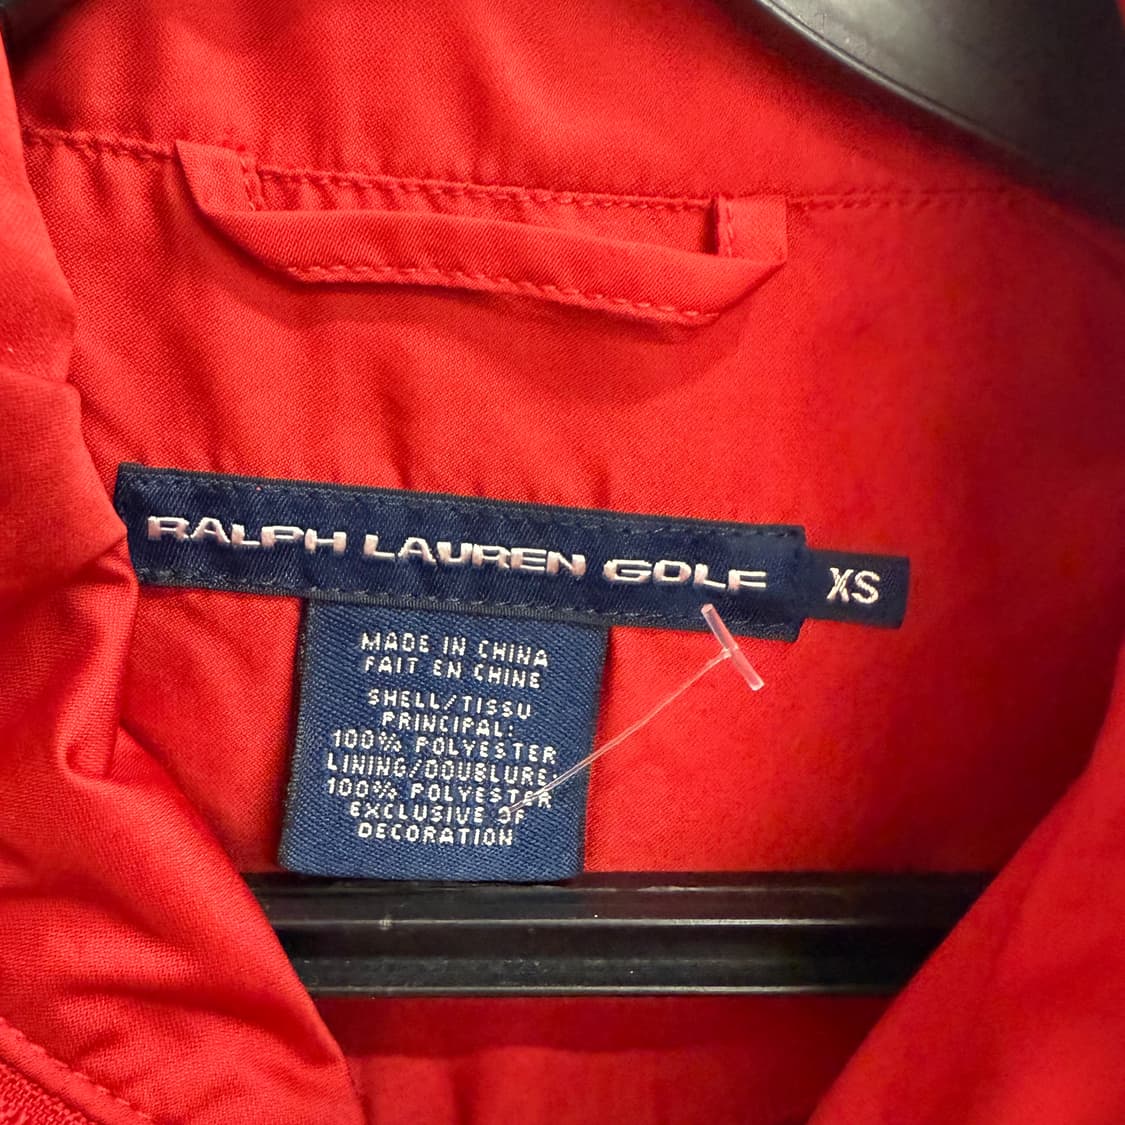 RALPH LAUREN GOLF XS
MADE IN CHINA
FAIT EN CHINE
SHELL/TISSU
PRINCIPAL:
100% POLYESTER
LINING/DOUBLURE:
100% POLYESTER
EXCLUSIVE OF
DECORATION